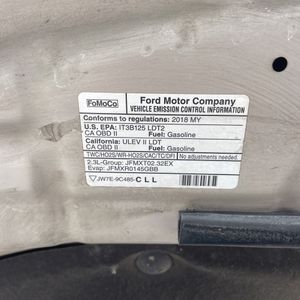 FoMoCo
Ford Motor Company
VEHICLE EMISSION CONTROL INFORMATION
Conforms to regulations: 2018 MY
U.S. EPA: IT3B125 LDT2
CA OBD II Fuel: Gasoline
California: ULEV II LDT
CA OBD II Fuel: Gasoline
TWC/HO2S/WR-HO2S/CAC/TC/DFI No adjustments needed.
2.3L-Group: JFMXT02.32EX
Evap: JFMXR0145GBB
JW7E-9C485-CLL